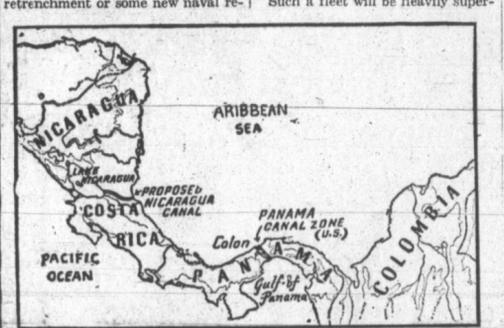 retrenchment or some new naval re-
Such a fleet will be heavily super-
NICARAGUA
ARIBBEAN
SEA
LAKE
NICARAGUA
PROPOSED
NICARAGUA
CANAL
COSTA
RICA
PANAMA
CANAL ZONE
(U.S.)
Colon
PACIFIC
OCEAN
PANAMA
Gulf of
Panama
COLOMBIA